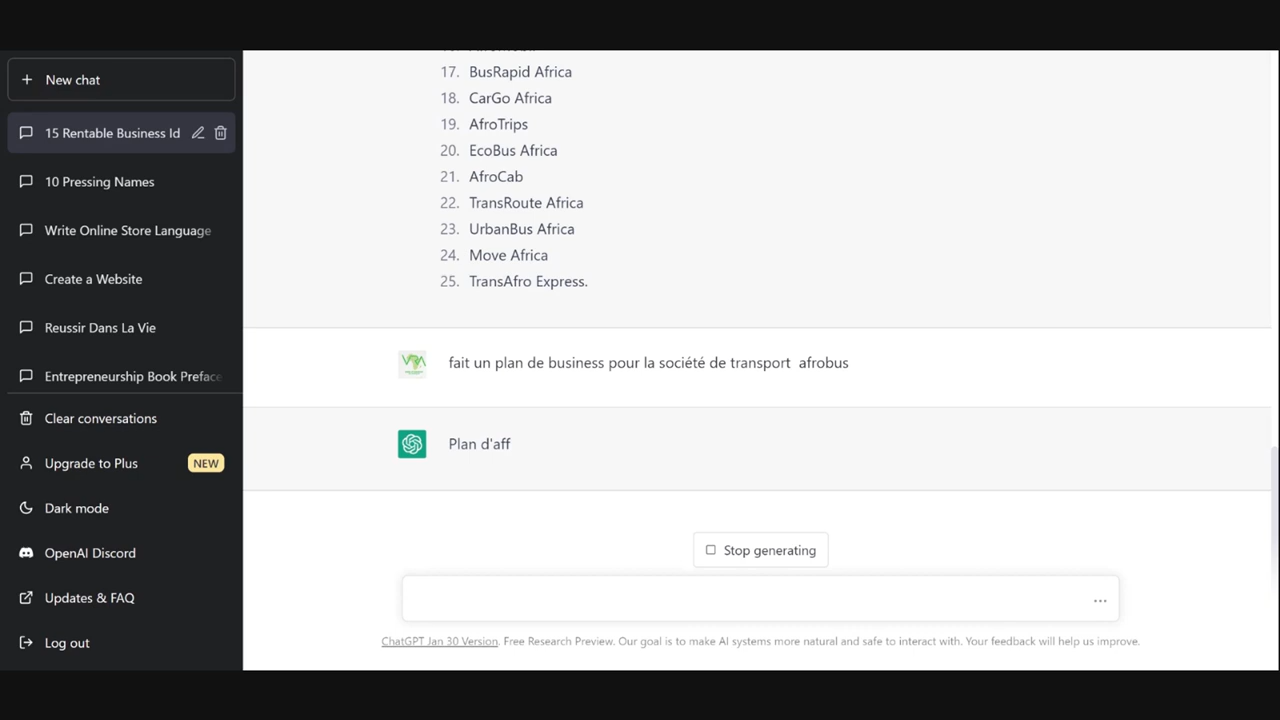 New chat
15 Rentable Business Id
10 Pressing Names
Write Online Store Language
Create a Website
Reussir Dans La Vie
Entrepreneurship Book Preface
Clear conversations
Upgrade to Plus NEW
Dark mode
OpenAI Discord
Updates & FAQ
Log out
17. BusRapid Africa
18. CarGo Africa
19. AfroTrips
20. EcoBus Africa
21. AfroCab
22. TransRoute Africa
23. UrbanBus Africa
24. Move Africa
25. TransAfro Express.
fait un plan de business pour la société de transport afrobus
Plan d'aff
Stop generating
ChatGPT Jan 30 Version. Free Research Preview. Our goal is to make AI systems more natural and safe to interact with. Your feedback will help us improve.